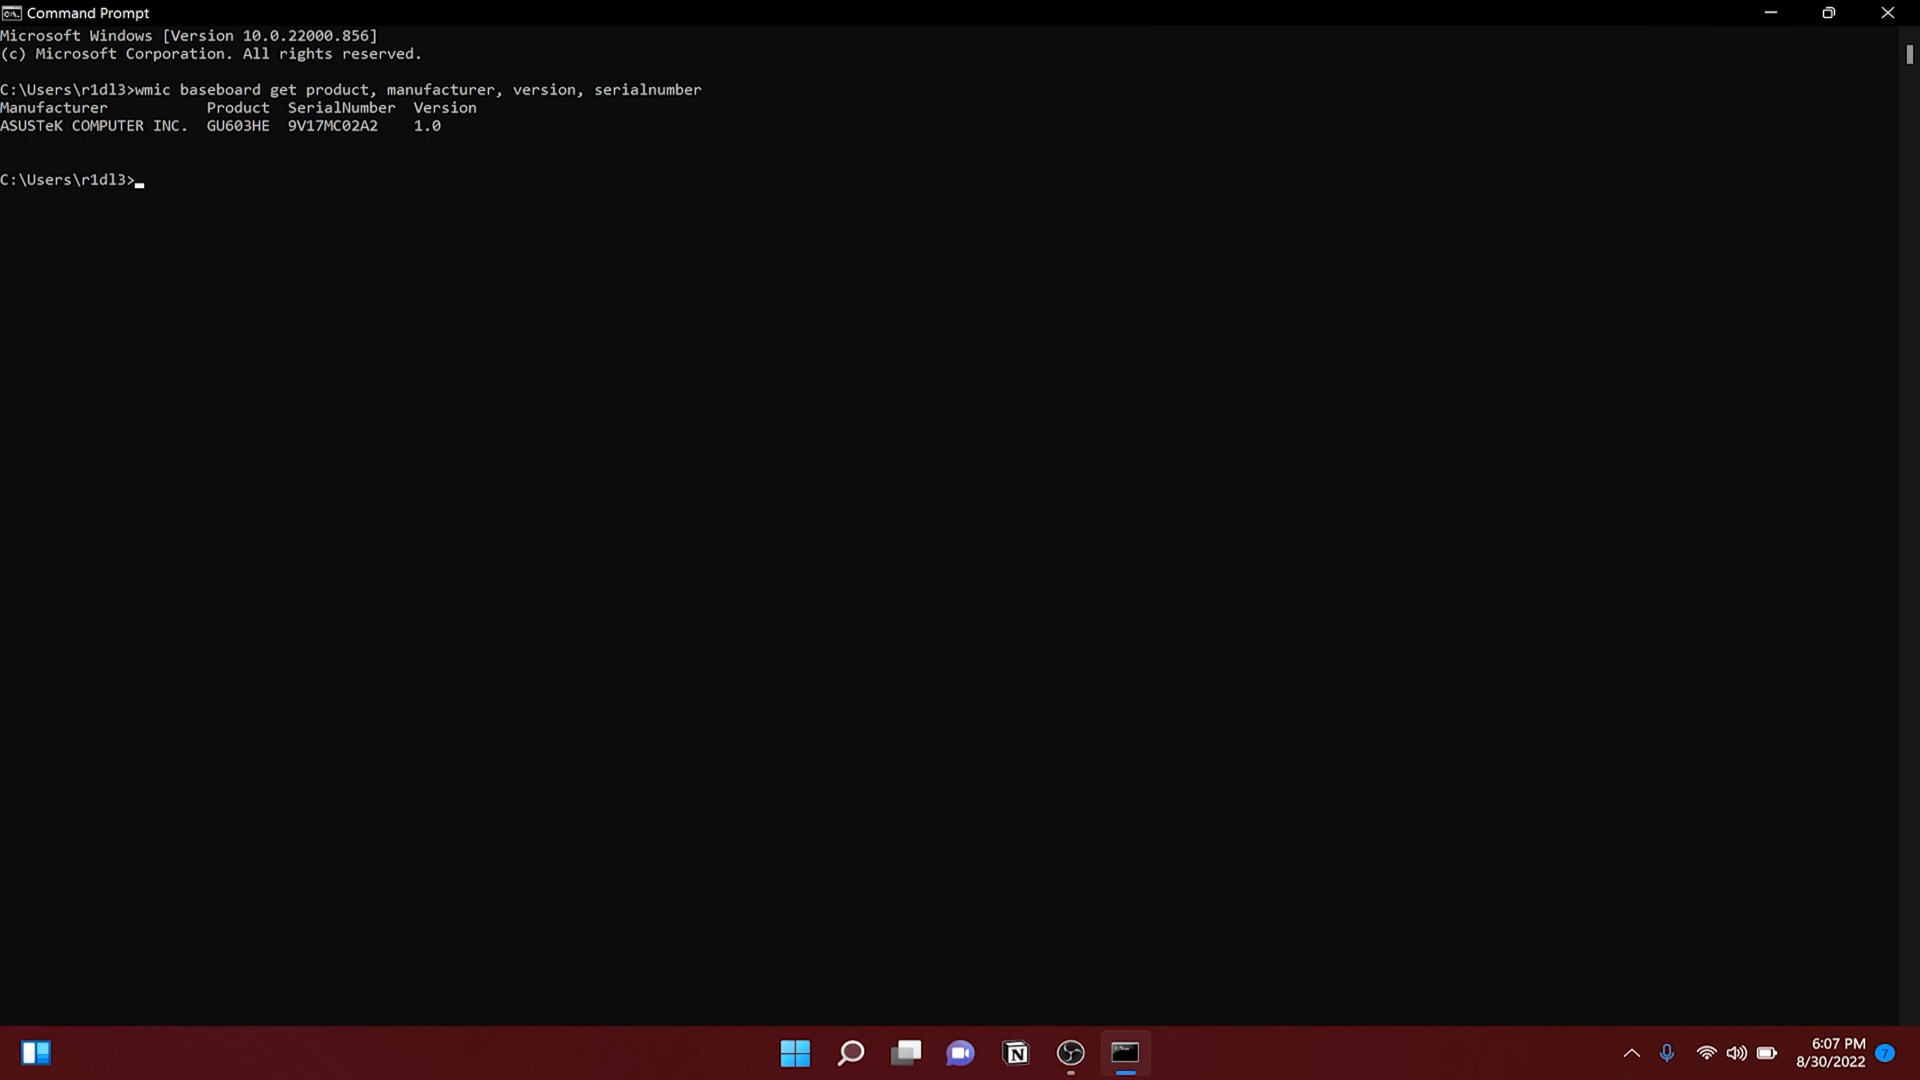 Command Prompt
Microsoft Windows [Version 10.0.22000.856]
(c) Microsoft Corporation. All rights reserved.
C:\Users\r1dl3>wmic baseboard get product, manufacturer, version, serialnumber
Manufacturer Product SerialNumber Version
ASUSTeK COMPUTER INC. GU603HE 9V17MC02A2 1.0
C:\Users\r1dl3>
6:07 PM
8/30/2022
7